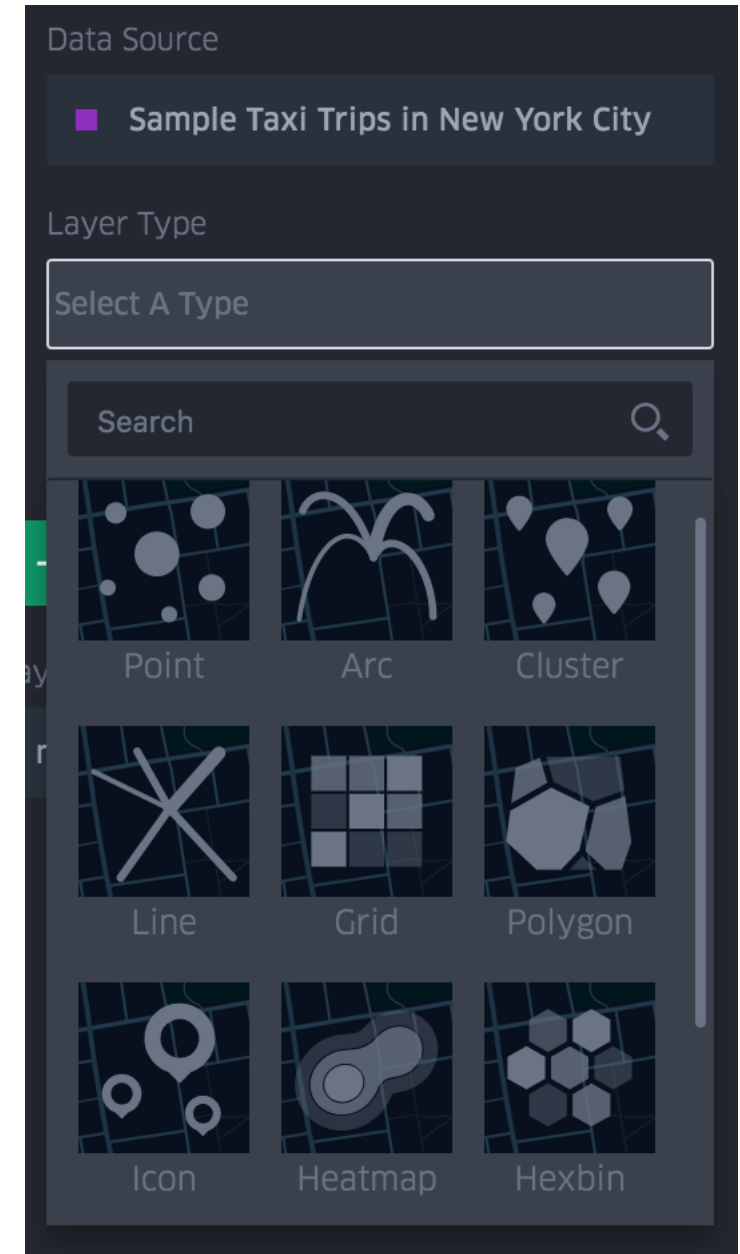 Data Source
Sample Taxi Trips in New York City
Layer Type
Select A Type
Search
Point Arc Cluster
ay
Line Grid Polygon
r
Icon Heatmap Hexbin